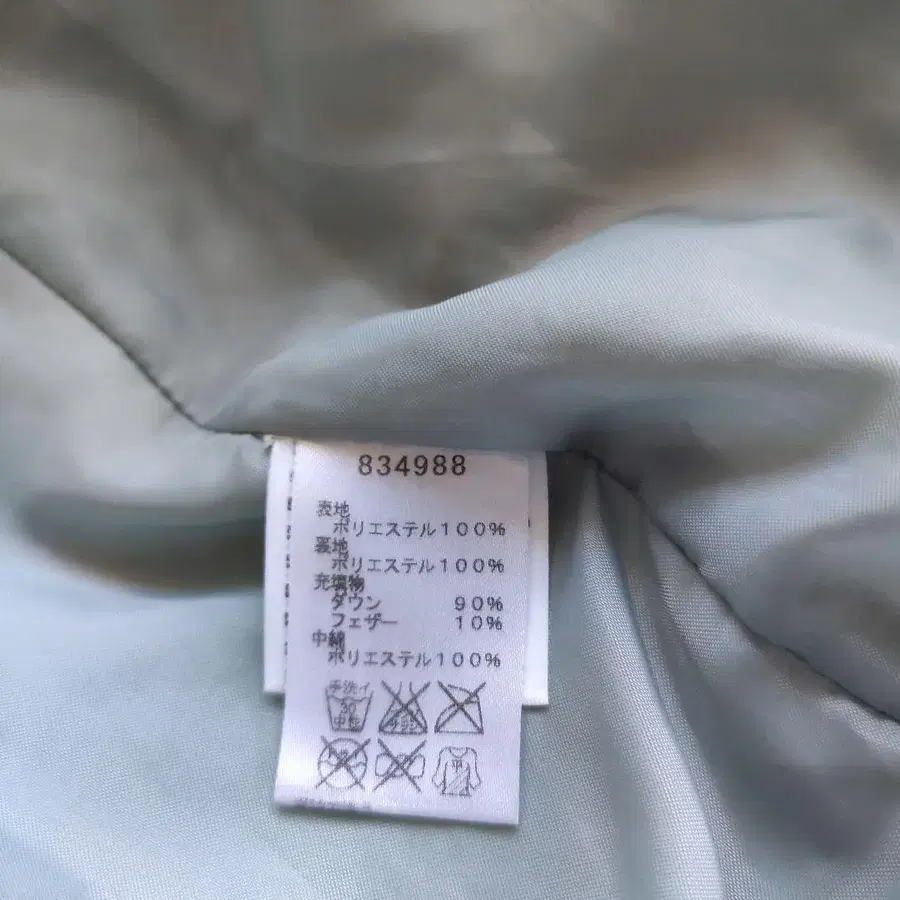 834988
表地
ポリエステル100%
裏地
ポリエステル100%
充填物
ダウン 90%
フェザー 10%
中綿
ポリエステル100%
手洗イ
30
中性